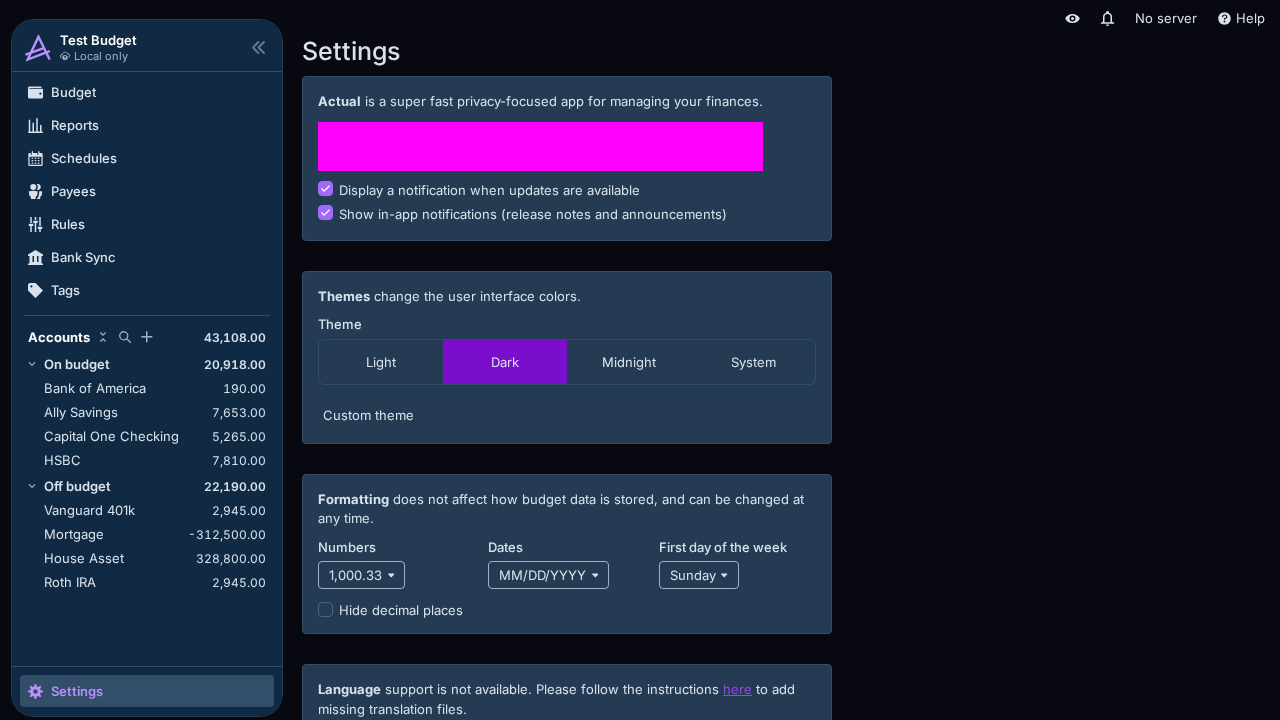 Test Budget
Local only
Budget
Reports
Schedules
Payees
Rules
Bank Sync
Tags
Accounts 43,108.00
On budget 20,918.00
Bank of America 190.00
Ally Savings 7,653.00
Capital One Checking 5,265.00
HSBC 7,810.00
Off budget 22,190.00
Vanguard 401k 2,945.00
Mortgage -312,500.00
House Asset 328,800.00
Roth IRA 2,945.00
Settings
No server Help
Settings
Actual is a super fast privacy-focused app for managing your finances.
Display a notification when updates are available
Show in-app notifications (release notes and announcements)
Themes change the user interface colors.
Theme
Light Dark Midnight System
Custom theme
Formatting does not affect how budget data is stored, and can be changed at
any time.
Numbers Dates First day of the week
1,000.33 MM/DD/YYYY Sunday
Hide decimal places
Language support is not available. Please follow the instructions here to add
missing translation files.